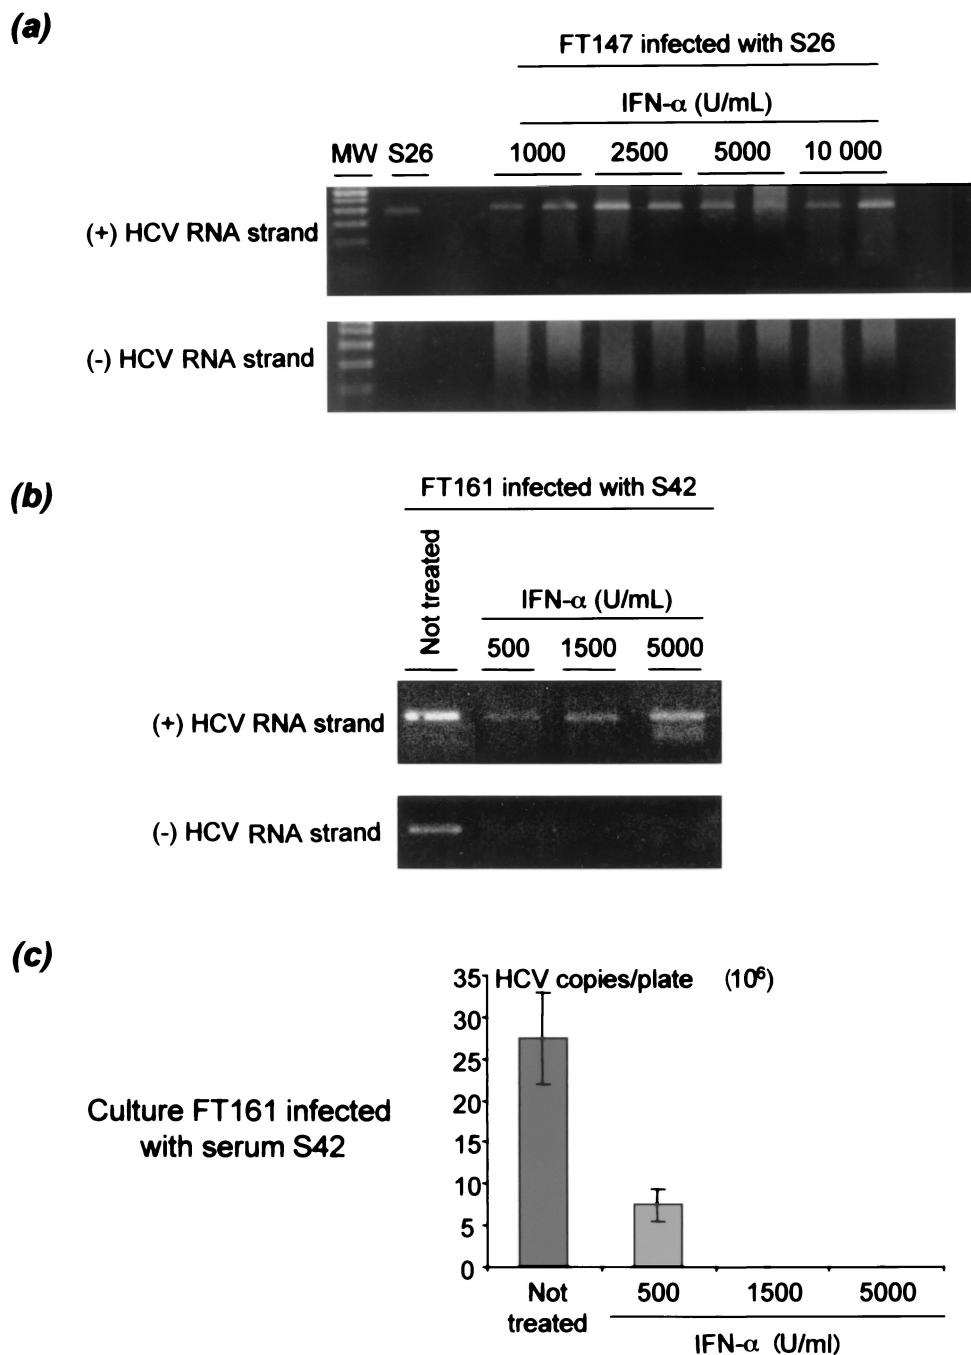 (a)
FT147 infected with S26
IFN-α (U/mL)
MW S26 1000 2500 5000 10 000
(+) HCV RNA strand
(-) HCV RNA strand
(b)
FT161 infected with S42
Not treated
IFN-α (U/mL)
500 1500 5000
(+) HCV RNA strand
(-) HCV RNA strand
(c)
HCV copies/plate (10⁶)
35
30
25
20
15
10
5
0
Culture FT161 infected
with serum S42
Not
treated
500 1500 5000
IFN-α (U/ml)